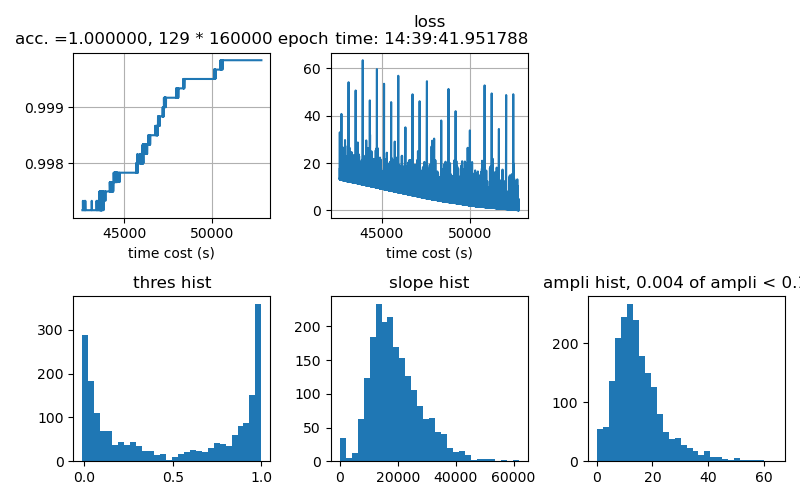 loss
acc. =1.000000, 129 * 160000 epoch time: 14:39:41.951788
0.999
0.998
45000 50000
time cost (s)
60
40
20
0
45000 50000
time cost (s)
thres hist
300
200
100
0
0.0 0.5 1.0
slope hist
200
150
100
50
0
0 20000 40000 60000
ampli hist, 0.004 of ampli < 0.1
200
100
0
0 20 40 60